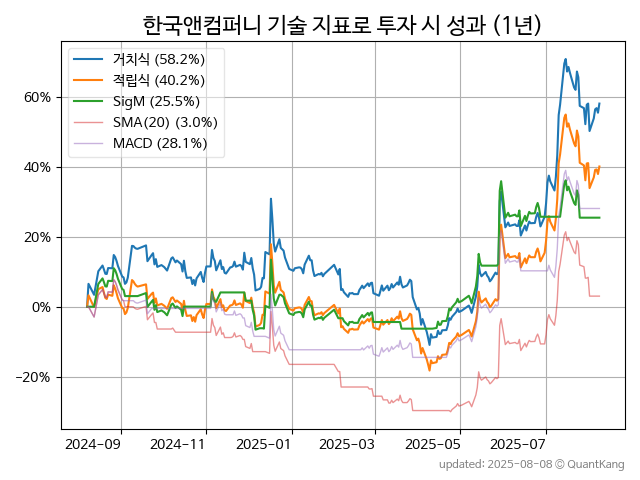 한국앤컴퍼니 기술 지표로 투자 시 성과 (1년)
거치식 (58.2%)
적립식 (40.2%)
SigM (25.5%)
SMA(20) (3.0%)
MACD (28.1%)
60%
40%
20%
0%
−20%
2024-09 2024-11 2025-01 2025-03 2025-05 2025-07
updated: 2025-08-08 © QuantKang